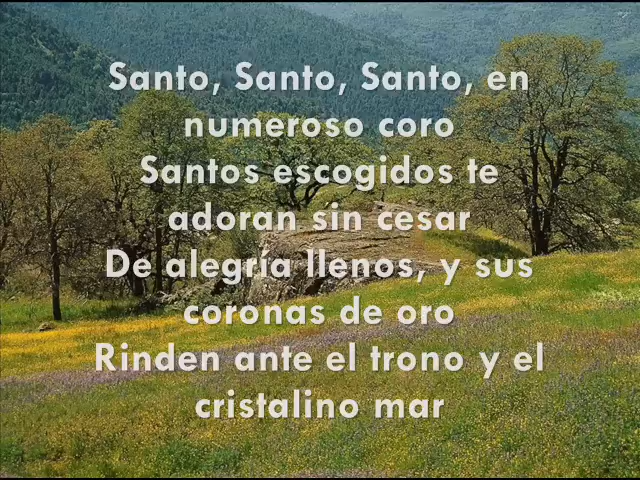 Santo, Santo, Santo, en
numeroso coro
Santos escogidos te
adoran sin cesar
De alegría llenos, y sus
coronas de oro
Rinden ante el trono y el
cristalino mar